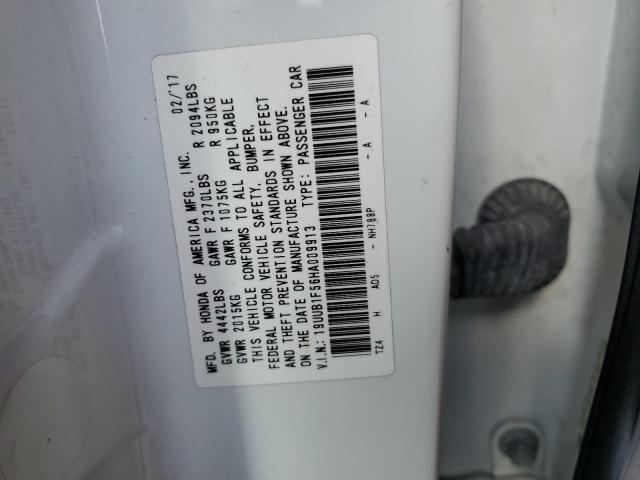 MFD. BY HONDA OF AMERICA MFG., INC. 02/'17
GVWR 4442LBS GAWR F 2370LBS R 2094LBS
GVWR 2015KG GAWR F 1075KG R 950KG
THIS VEHICLE CONFORMS TO ALL APPLICABLE
FEDERAL MOTOR VEHICLE SAFETY, BUMPER,
AND THEFT PREVENTION STANDARDS IN EFFECT
ON THE DATE OF MANUFACTURE SHOWN ABOVE.
V.I.N.: 19UUB1F56HA009913 TYPE: PASSENGER CAR
TZ4 H AD5 - NH788P - A - A